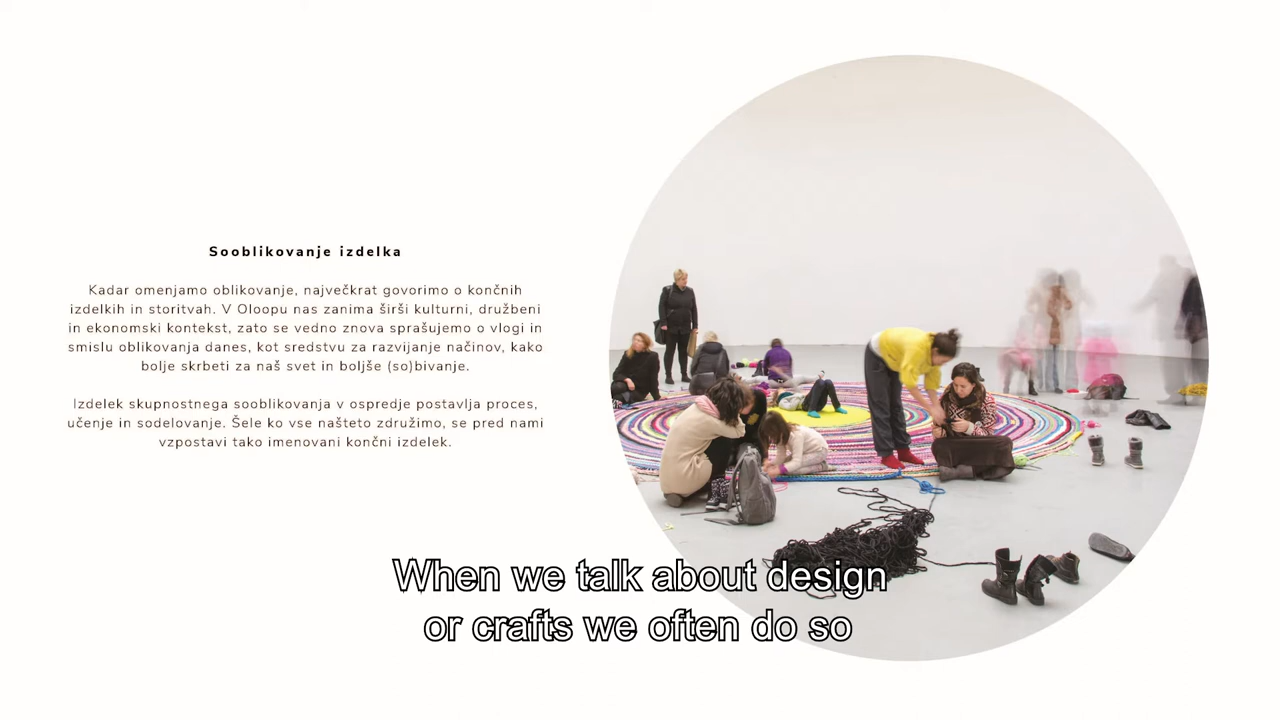 Sooblikovanje izdelka
Kadar omenjamo oblikovanje, največkrat govorimo o končnih
izdelkih in storitvah. V Oloopu nas zanima širši kulturni, družbeni
in ekonomski kontekst, zato se vedno znova sprašujemo o vlogi in
smislu oblikovanja danes, kot sredstvu za razvijanje načinov, kako
bolje skrbeti za naš svet in boljše (so)bivanje.
Izdelek skupnostnega sooblikovanja v ospredje postavlja proces,
učenje in sodelovanje. Šele ko vse našteto združimo, se pred nami
vzpostavi tako imenovani končni izdelek.
When we talk about design
or crafts we often do so